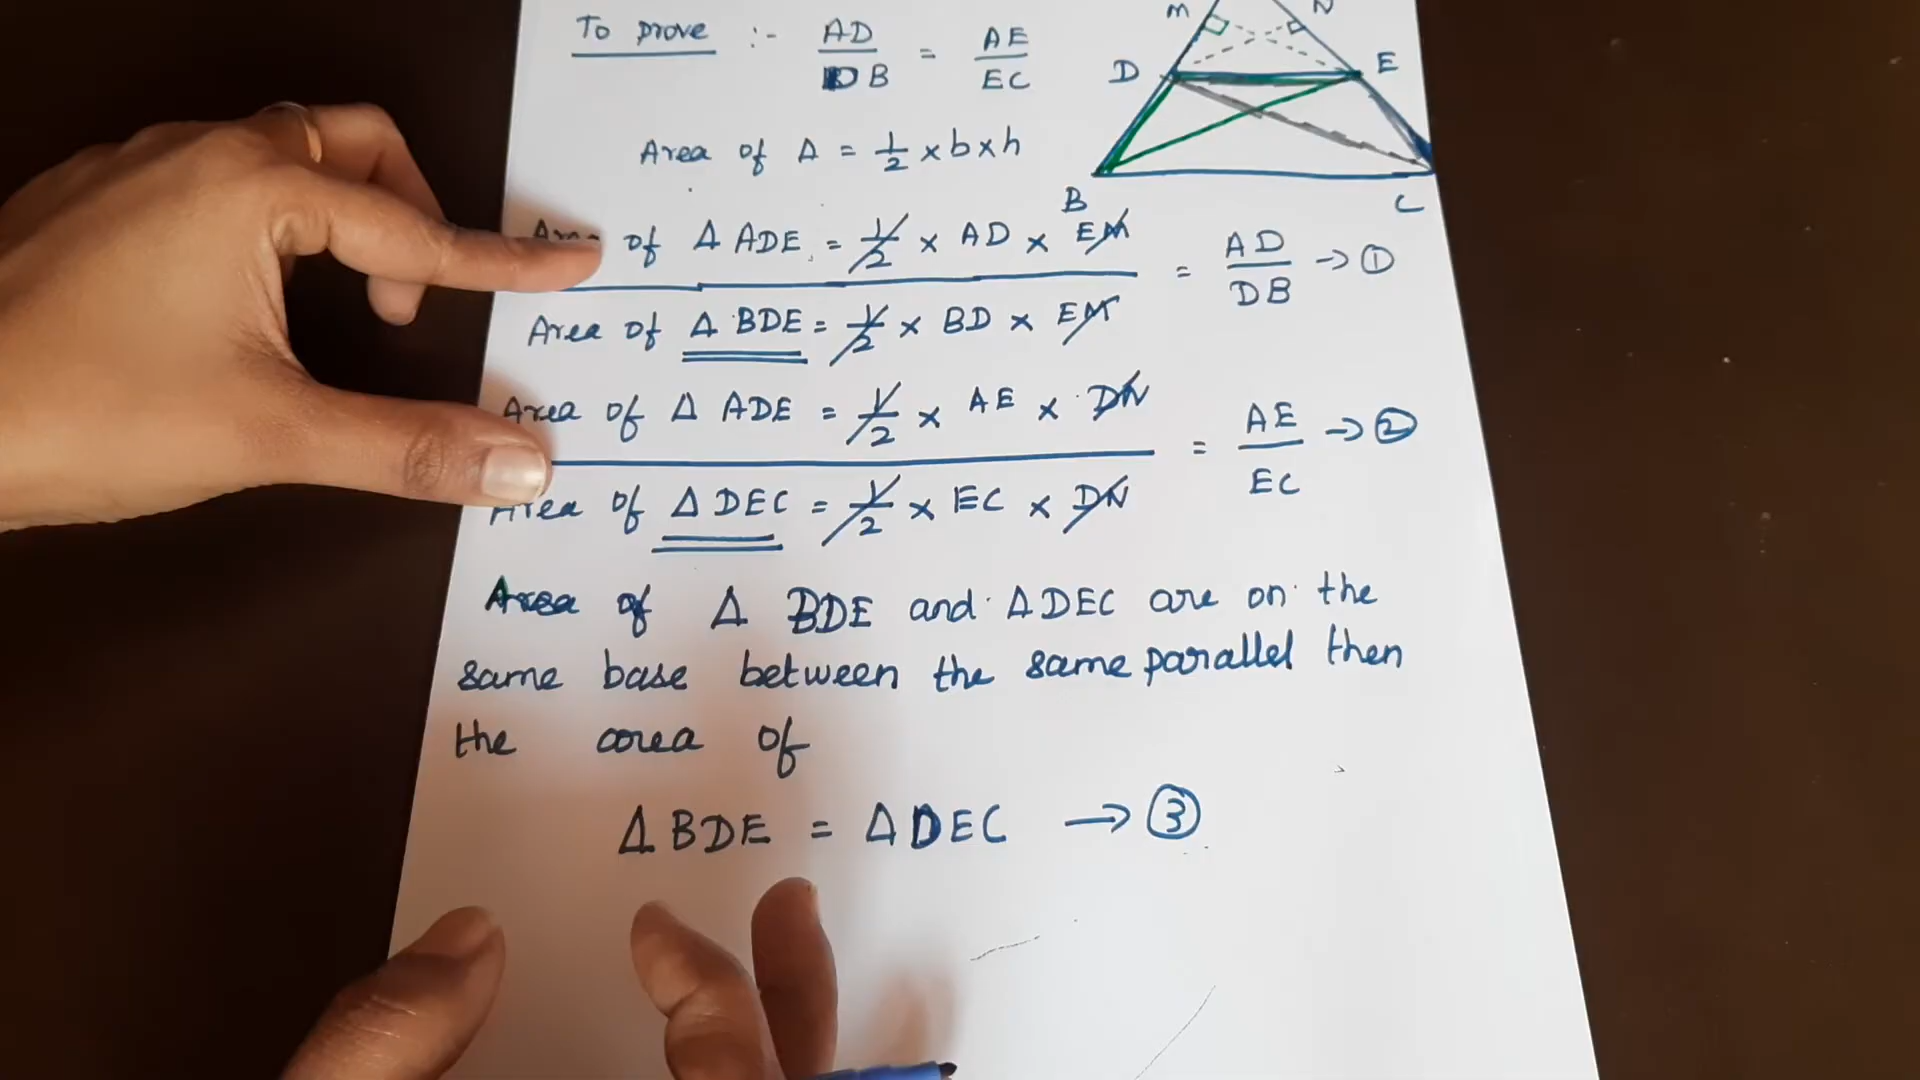 To prove :- AD/DB = AE/EC
M N
D E
Area of Δ = 1/2 × b × h
B C
of Δ ADE = 1/2 × AD × EM = AD/DB → ①
Area of Δ BDE = 1/2 × BD × EM
Area of Δ ADE = 1/2 × AE × DN = AE/EC → ②
Area of Δ DEC = 1/2 × EC × DN
Area of Δ BDE and Δ DEC are on the
same base between the same parallel then
the area of
Δ BDE = Δ DEC → ③